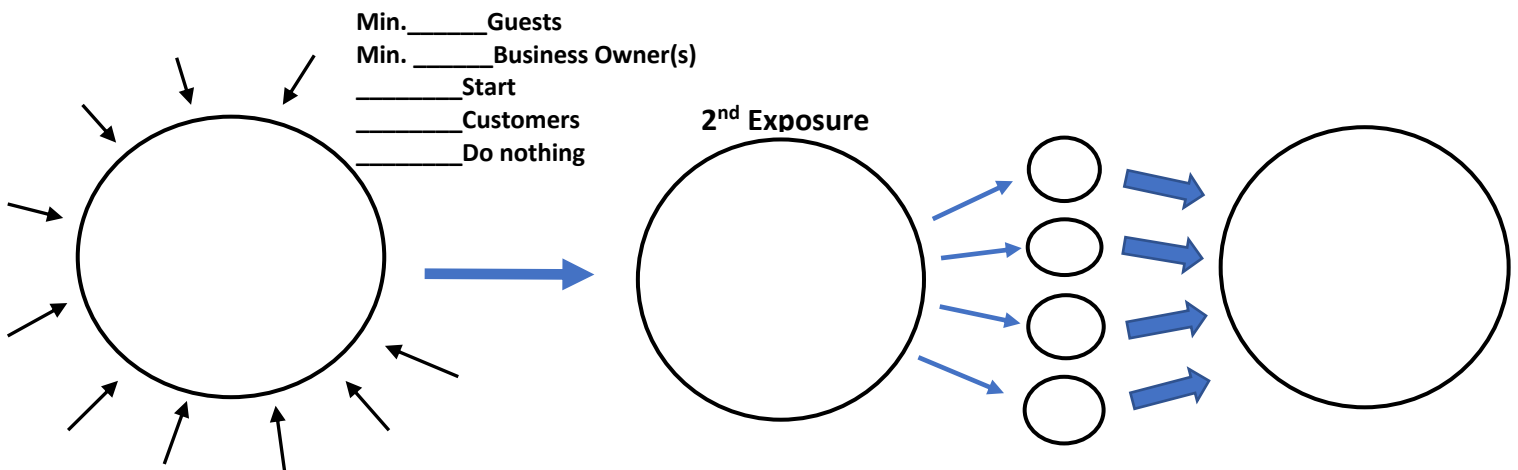 Min.______Guests
Min. ______Business Owner(s)
________Start
________Customers
________Do nothing
2nd Exposure